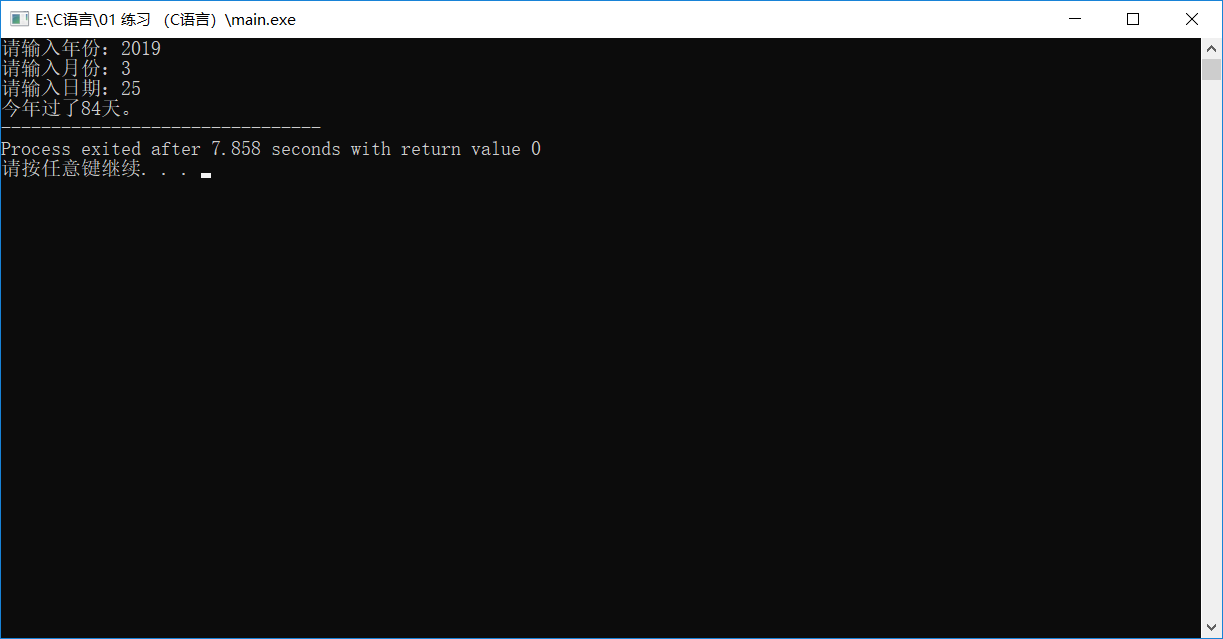 E:\C语言\01 练习 （C语言）\main.exe
请输入年份：2019
请输入月份：3
请输入日期：25
今年过了84天。
--------------------------------
Process exited after 7.858 seconds with return value 0
请按任意键继续. . .